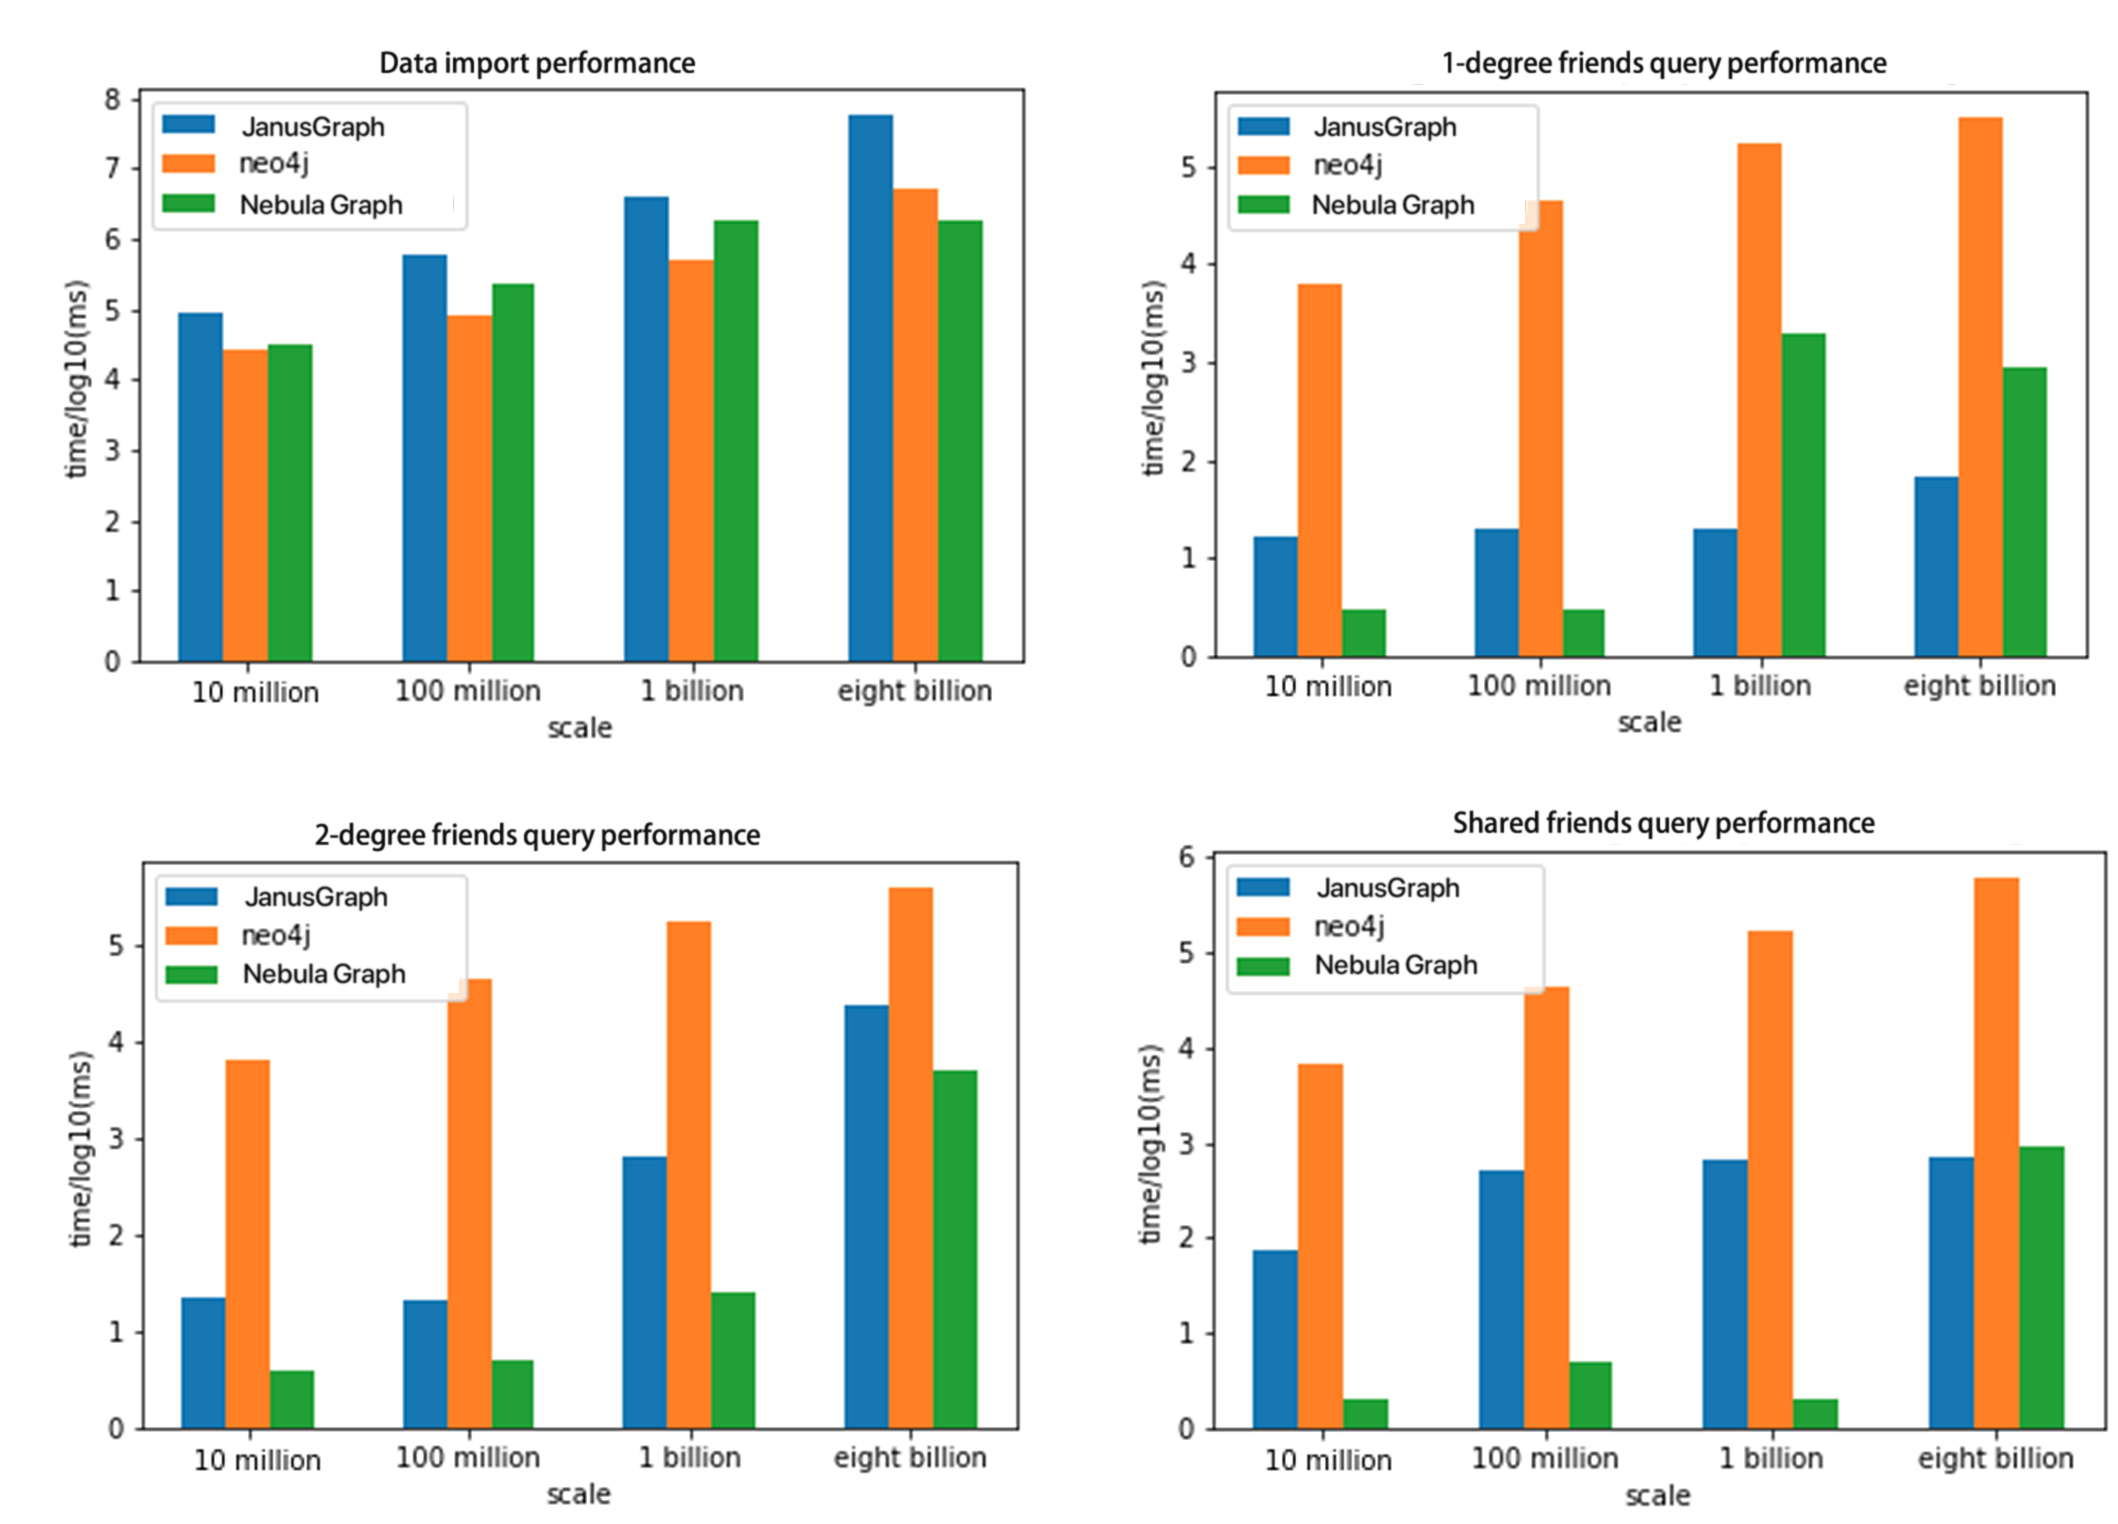 Data import performance
8
7
6
5
4
3
2
1
0
time/log10(ms)
JanusGraph
neo4j
Nebula Graph
10 million
100 million
1 billion
eight billion
scale
1-degree friends query performance
5
4
3
2
1
0
time/log10(ms)
JanusGraph
neo4j
Nebula Graph
10 million
100 million
1 billion
eight billion
scale
2-degree friends query performance
5
4
3
2
1
0
time/log10(ms)
JanusGraph
neo4j
Nebula Graph
10 million
100 million
1 billion
eight billion
scale
Shared friends query performance
6
5
4
3
2
1
0
time/log10(ms)
JanusGraph
neo4j
Nebula Graph
10 million
100 million
1 billion
eight billion
scale